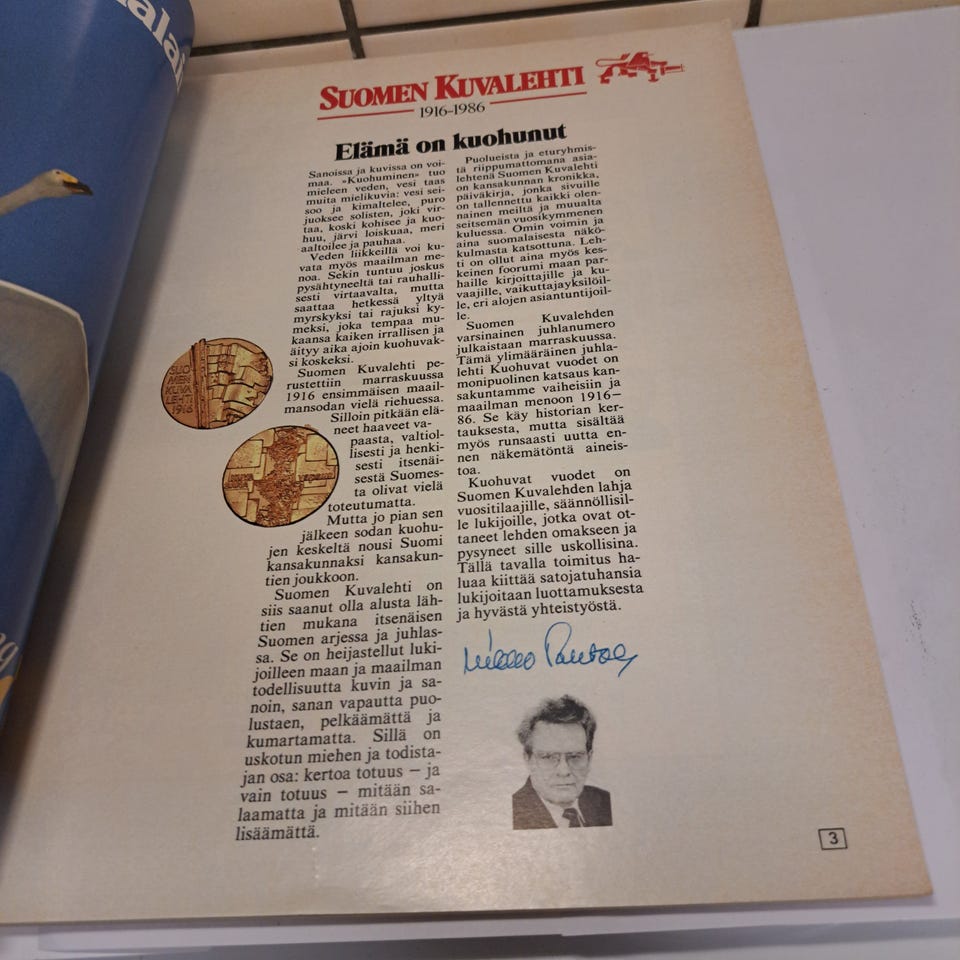 alai
SUOMEN KUVALEHTI
1916-1986
Elämä on kuohunut
Sanoissa ja kuvissa on voi-
maa. »Kuohuminen» tuo
mieleen veden, vesi taas
muita mielikuvia: vesi sei-
soo ja kimaltelee, puro
juoksee solisten, joki vir-
taa, koski kohisee ja kuo-
huu, järvi loiskuaa, meri
aaltoilee ja pauhaa.
Veden liikkeillä voi ku-
vata myös maailman me-
noa. Sekin tuntuu joskus
pysähtyneeltä tai rauhalli-
sesti virtaavalta, mutta
saattaa hetkessä yltyä
myrskyksi tai rajuksi ky-
meksi, joka tempaa mu-
kaansa kaiken irrallisen ja
äityy aika ajoin kuohuvak-
si koskeksi.
Suomen Kuvalehti pe-
rustettiin marraskuussa
1916 ensimmäisen maail-
mansodan vielä riehuessa.
Silloin pitkään elä-
neet haaveet va-
paasta, valtiol-
lisesti ja henki-
sesti itsenäi-
sestä Suomes-
ta olivat vielä
toteutumatta.
Mutta jo pian sen
jälkeen sodan kuohu-
jen keskeltä nousi Suomi
kansakunnaksi kansakun-
tien joukkoon.
Suomen Kuvalehti on
siis saanut olla alusta läh-
tien mukana itsenäisen
Suomen arjessa ja juhlas-
sa. Se on heijastellut luki-
joilleen maan ja maailman
todellisuutta kuvin ja sa-
noin, sanan vapautta puo-
lustaen, pelkäämättä ja
kumartamatta. Sillä on
uskotun miehen ja todista-
jan osa: kertoa totuus – ja
vain totuus – mitään sa-
laamatta ja mitään siihen
lisäämättä.
Puolueista ja eturyhmis-
tä riippumattomana asia-
lehtenä Suomen Kuvalehti
on kansakunnan kronikka,
päiväkirja, jonka sivuille
on tallennettu kaikki olen-
nainen meiltä ja muualta
seitsemän vuosikymmenen
kuluessa. Omin voimin ja
aina suomalaisesta näkö-
kulmasta katsottuna. Leh-
ti on ollut aina myös kes-
keinen foorumi maan par-
haille kirjoittajille ja ku-
vaajille, vaikuttajayksilöil-
le, eri alojen asiantuntijoil-
le.
Suomen Kuvalehden
varsinainen juhlanumero
julkaistaan marraskuussa.
Tämä ylimääräinen juhla-
lehti Kuohuvat vuodet on
monipuolinen katsaus kan-
sakuntamme vaiheisiin ja
maailman menoon 1916–
86. Se käy historian ker-
tauksesta, mutta sisältää
myös runsaasti uutta en-
nen näkemätöntä aineis-
toa.
Kuohuvat vuodet on
Suomen Kuvalehden lahja
vuositilaajille, säännöllisil-
le lukijoille, jotka ovat ot-
taneet lehden omakseen ja
pysyneet sille uskollisina.
Tällä tavalla toimitus ha-
luaa kiittää satojatuhansia
lukijoitaan luottamuksesta
ja hyvästä yhteistyöstä.
SUO
MEN
KUVA
LEHTI
1916
3